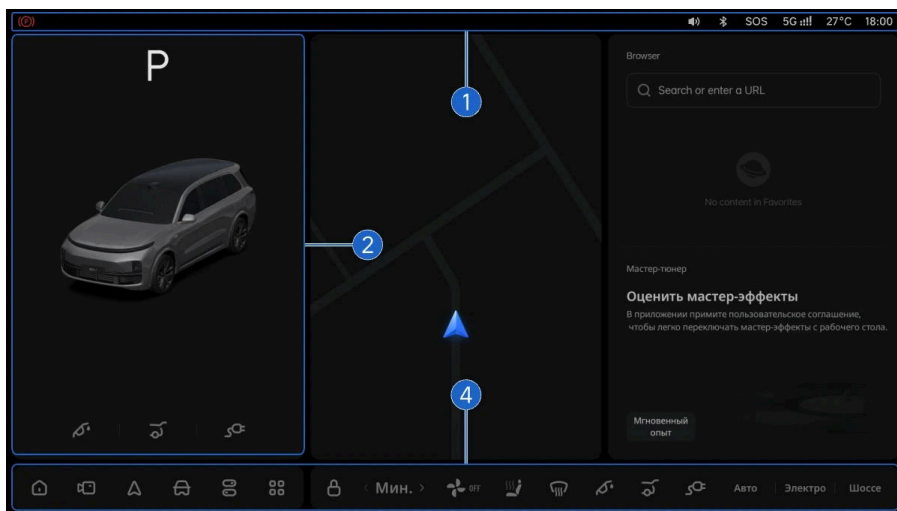 (P)
SOS
5G
27°C
18:00
P
1
Browser
Search or enter a URL
No content in Favorites
2
Мастер-тюнер
Оценить мастер-эффекты
В приложении примите пользовательское соглашение,
чтобы легко переключать мастер-эффекты с рабочего стола.
4
Мгновенный
опыт
< Мин. >
OFF
Авто
Электро
Шоссе